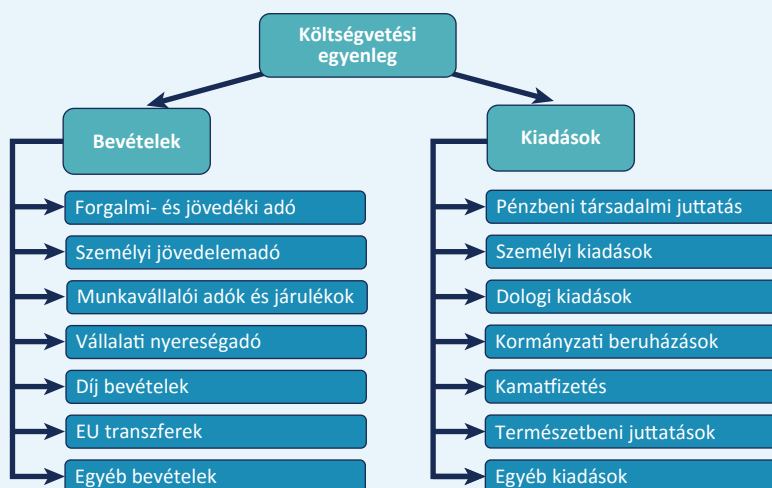 Költségvetési
egyenleg
Bevételek
Forgalmi- és jövedéki adó
Személyi jövedelemadó
Munkavállalói adók és járulékok
Vállalati nyereségadó
Díj bevételek
EU transzferek
Egyéb bevételek
Kiadások
Pénzbeni társadalmi juttatás
Személyi kiadások
Dologi kiadások
Kormányzati beruházások
Kamatfizetés
Természetbeni juttatások
Egyéb kiadások